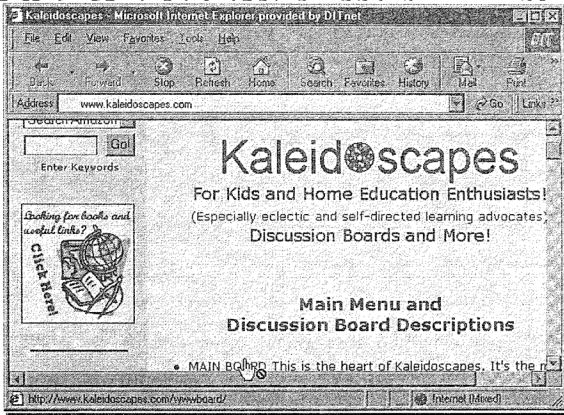 Kaleidoscapes - Microsoft Internet Explorer provided by DITnet
File Edit View Favorites Tools Help
Back Forward Stop Refresh Home Search Favorites History Mail Print
Address www.kaleidoscapes.com Go Links
Search Amazon
Go!
Enter Keywords
Looking for books and
useful links?
Click Here!
Kaleidoscapes
For Kids and Home Education Enthusiasts!
(Especially eclectic and self-directed learning advocates)
Discussion Boards and More!
Main Menu and
Discussion Board Descriptions
• MAIN BOARD This is the heart of Kaleidoscapes. It's the
http://www.kaleidoscapes.com/wwwboard/ Internet (Mixed)